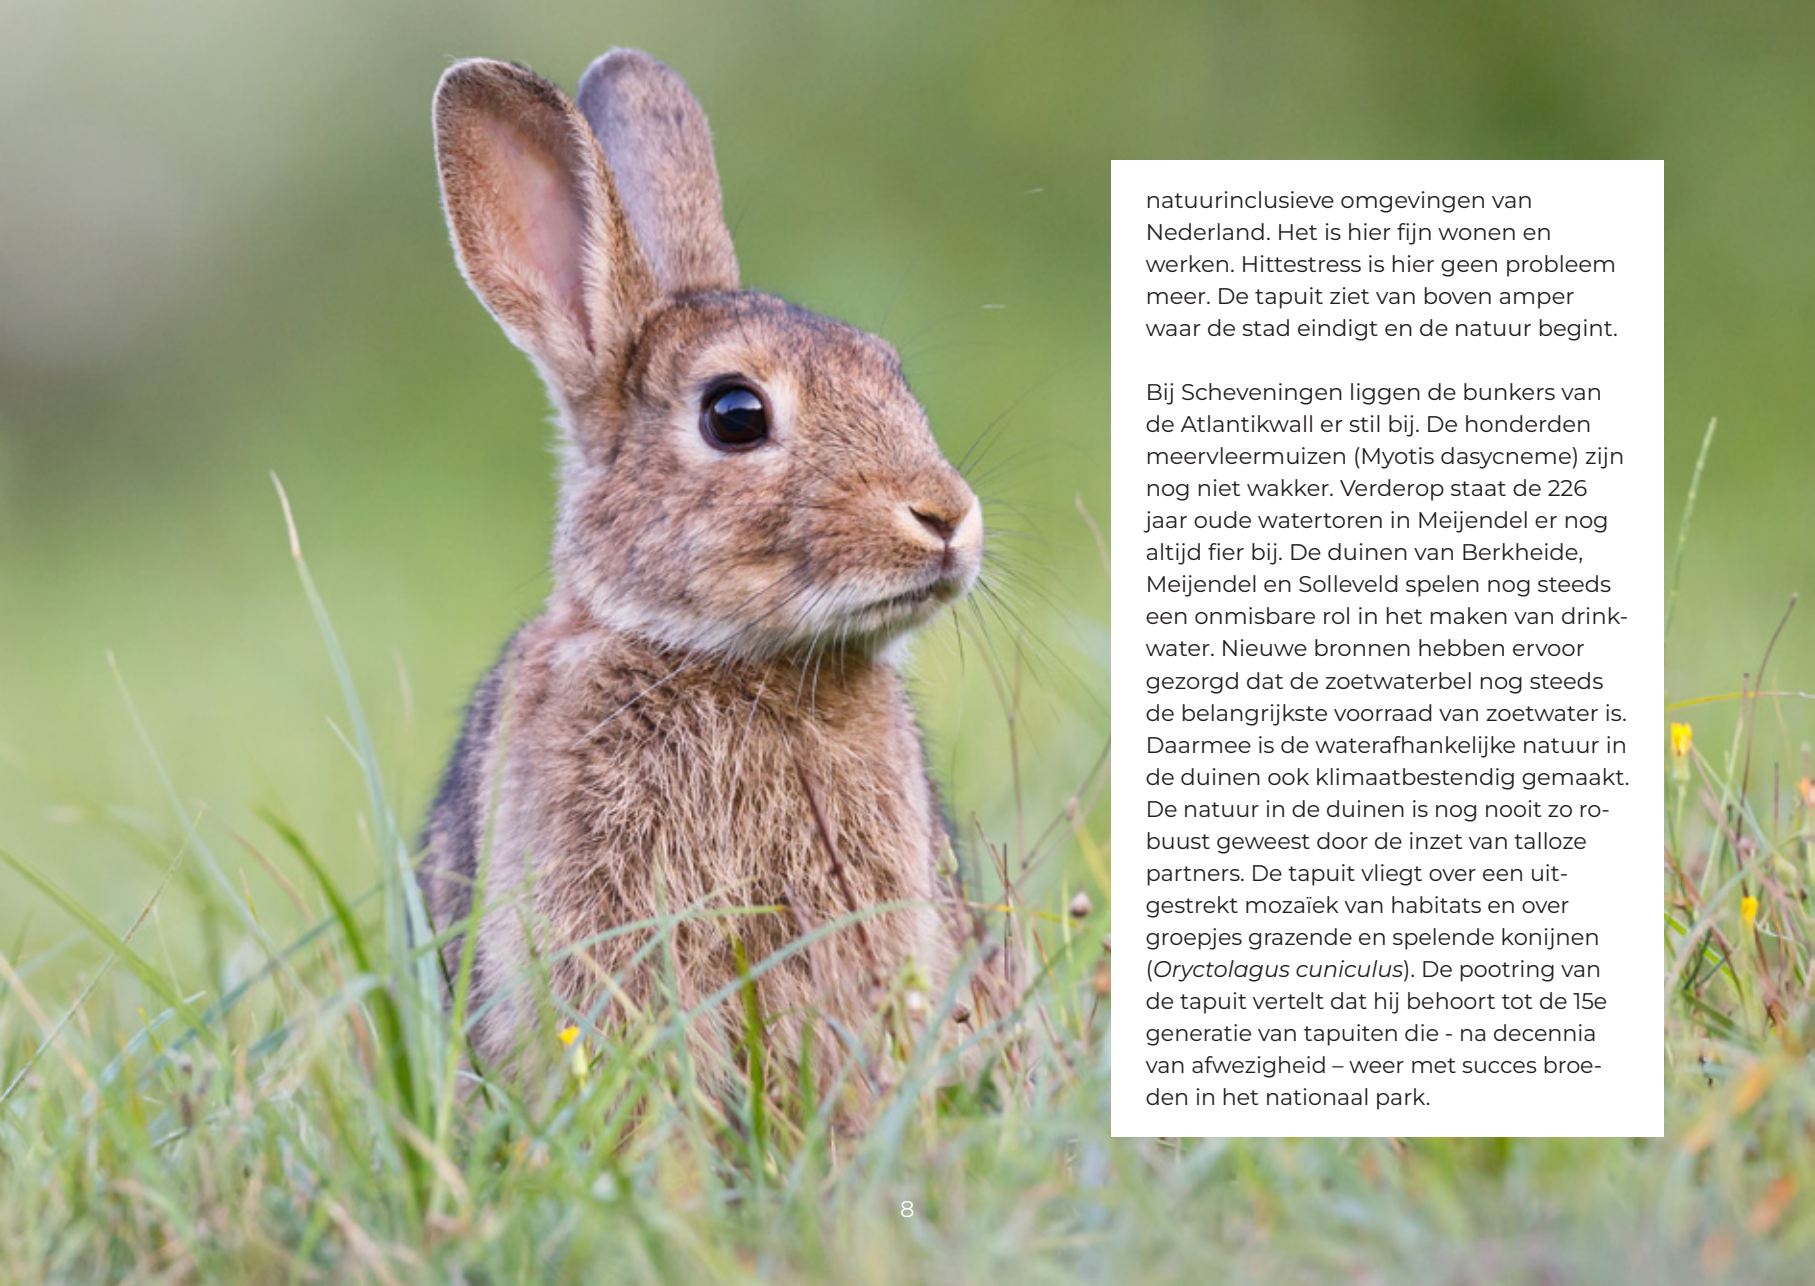 natuurinclusieve omgevingen van
Nederland. Het is hier fijn wonen en
werken. Hittestress is hier geen probleem
meer. De tapuit ziet van boven amper
waar de stad eindigt en de natuur begint.
Bij Scheveningen liggen de bunkers van
de Atlantikwall er stil bij. De honderden
meervleermuizen (Myotis dasycneme) zijn
nog niet wakker. Verderop staat de 226
jaar oude watertoren in Meijendel er nog
altijd fier bij. De duinen van Berkheide,
Meijendel en Solleveld spelen nog steeds
een onmisbare rol in het maken van drink-
water. Nieuwe bronnen hebben ervoor
gezorgd dat de zoetwaterbel nog steeds
de belangrijkste voorraad van zoetwater is.
Daarmee is de waterafhankelijke natuur in
de duinen ook klimaatbestendig gemaakt.
De natuur in de duinen is nog nooit zo ro-
buust geweest door de inzet van talloze
partners. De tapuit vliegt over een uit-
gestrekt mozaïek van habitats en over
groepjes grazende en spelende konijnen
(Oryctolagus cuniculus). De pootring van
de tapuit vertelt dat hij behoort tot de 15e
generatie van tapuiten die - na decennia
van afwezigheid – weer met succes broe-
den in het nationaal park.
8